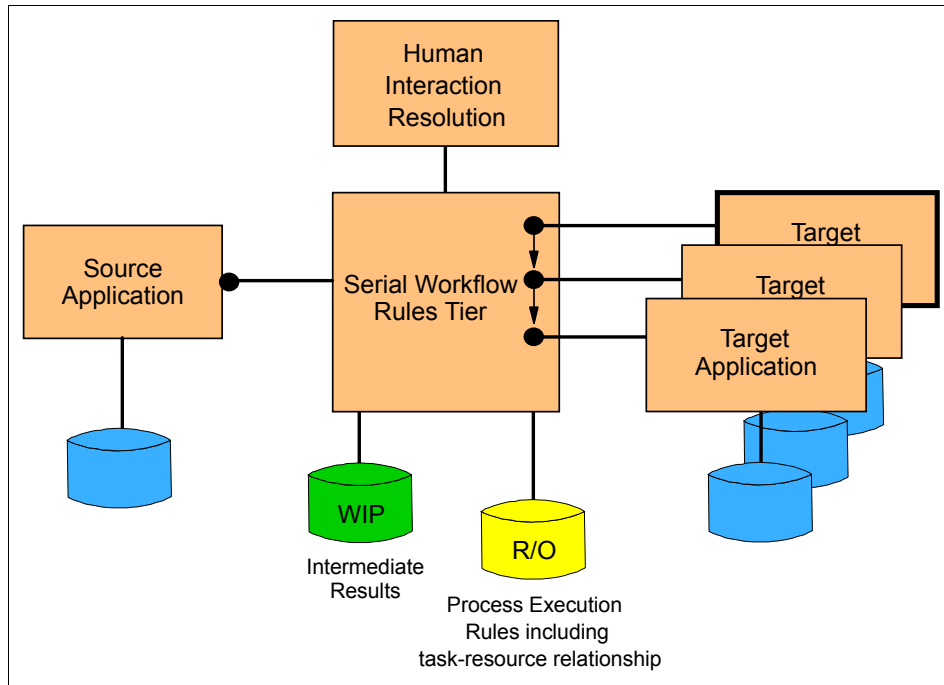 Human
Interaction
Resolution
Source
Application
Serial Workflow
Rules Tier
Target
Target
Target
Application
WIP
Intermediate
Results
R/O
Process Execution
Rules including
task-resource relationship